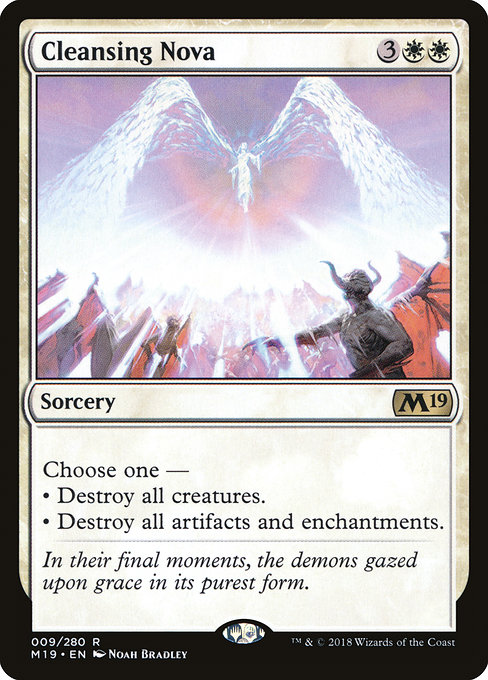 Cleansing Nova 3
Sorcery M19
Choose one —
• Destroy all creatures.
• Destroy all artifacts and enchantments.
In their final moments, the demons gazed
upon grace in its purest form.
009/280 R
M19 • EN Noah Bradley
™ & © 2018 Wizards of the Coast